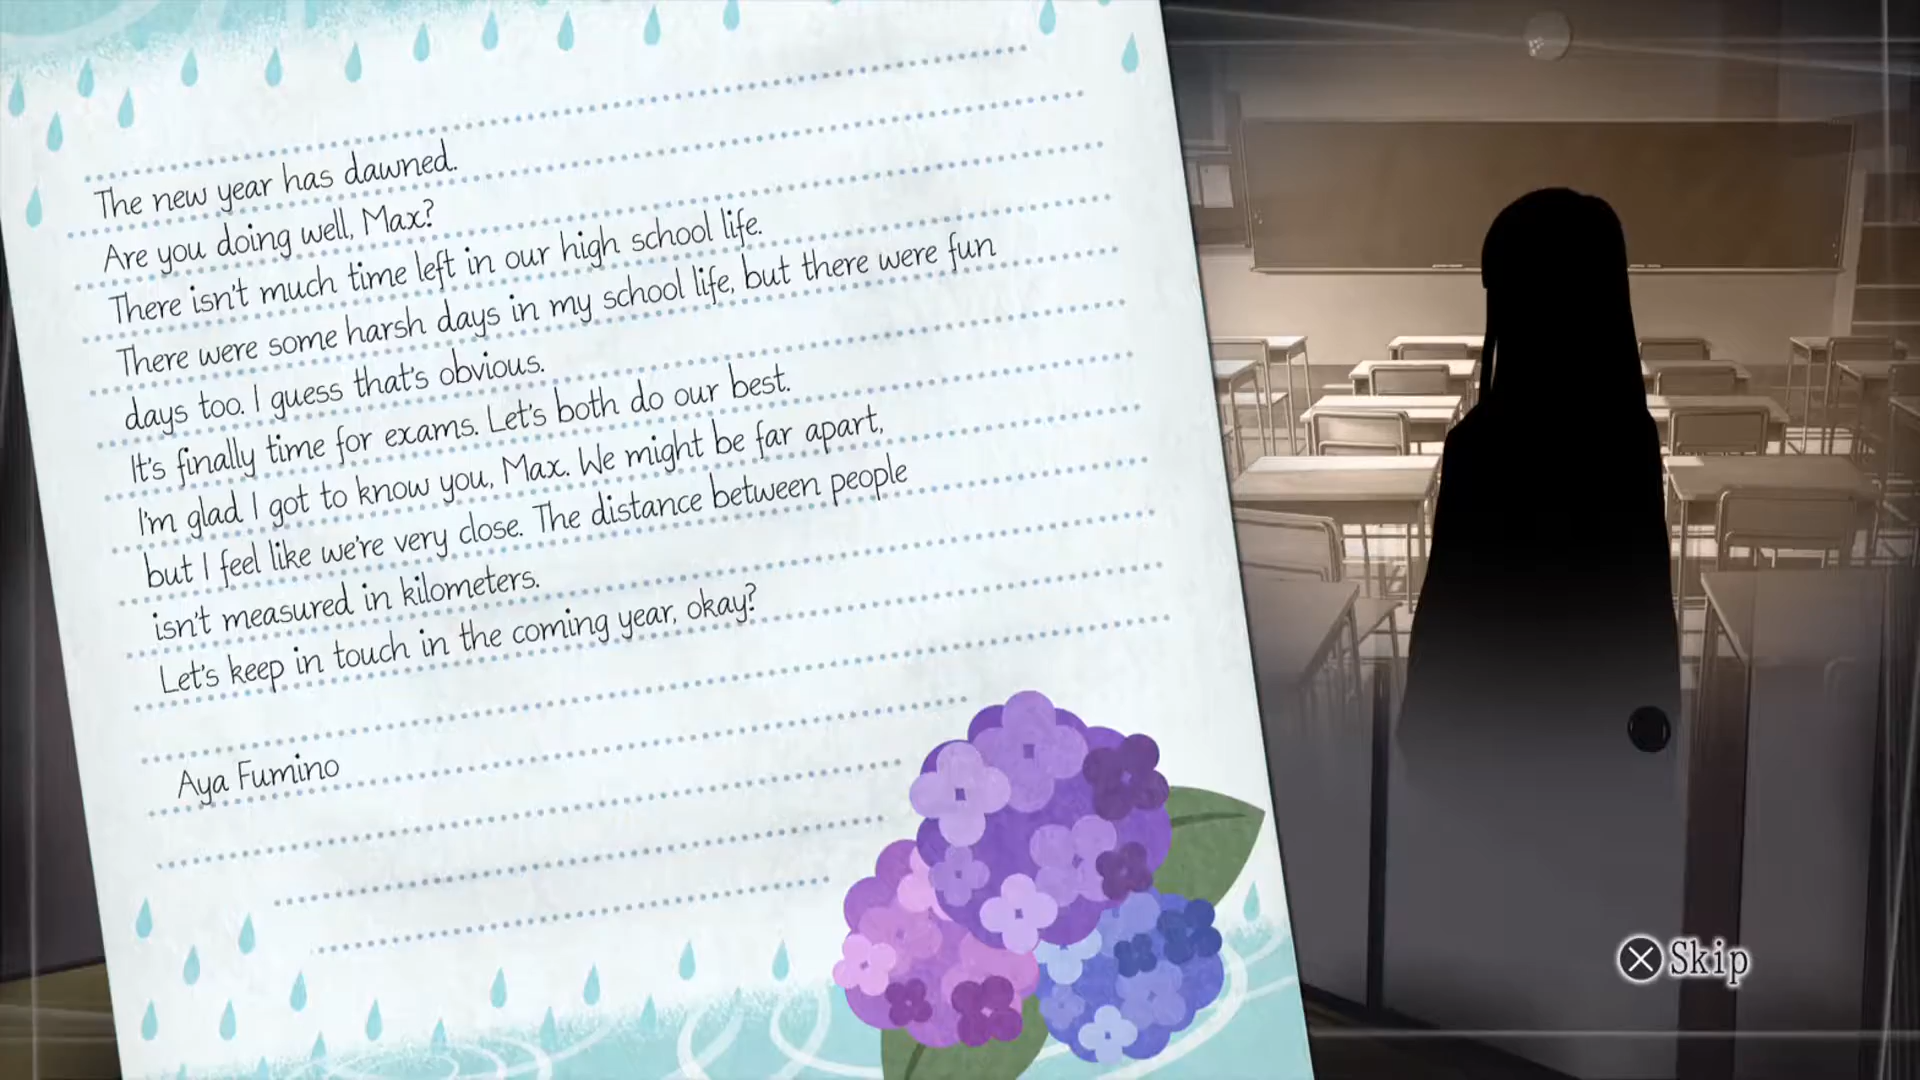 The new year has dawned.
Are you doing well, Max?
There isn't much time left in our high school life.
There were some harsh days in my school life, but there were fun
days too. I guess that's obvious.
It's finally time for exams. Let's both do our best.
I'm glad I got to know you, Max. We might be far apart,
but I feel like we're very close. The distance between people
isn't measured in kilometers.
Let's keep in touch in the coming year, okay?
Aya Fumino
Skip